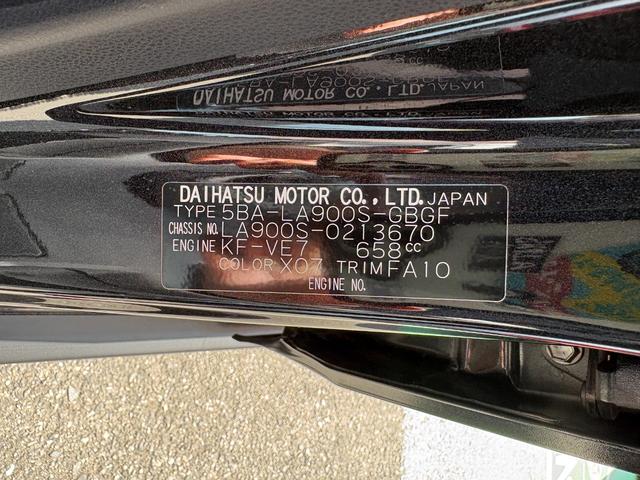 DAIHATSU MOTOR CO., LTD. JAPAN
TYPE 5BA-LA900S-GBGF
CHASSIS NO. LA900S-0213670
ENGINE KF-VE7 658cc
COLOR X07 TRIM FA10
ENGINE NO.